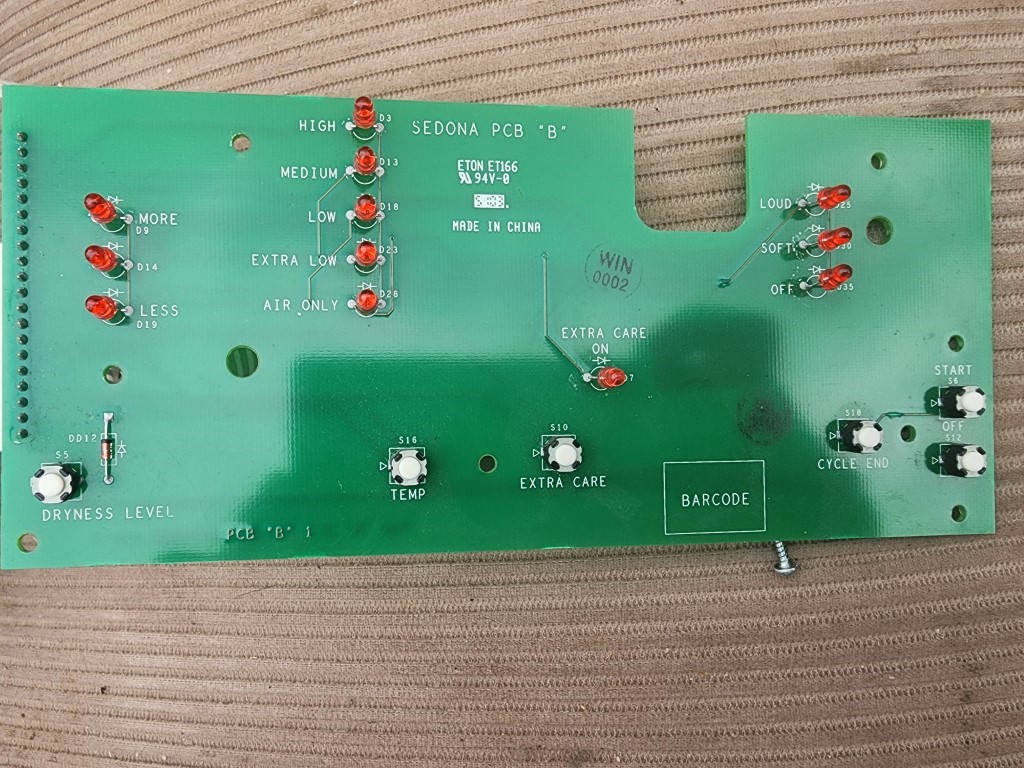 HIGH
D3
SEDONA PCB "B"
MEDIUM
D13
ETON ET166
94V-0
MADE IN CHINA
LOW
D18
EXTRA LOW
D23
AIR ONLY
D28
MORE
D9
D14
LESS
D19
LOUD
D25
SOFT
OFF
D35
WIN
0002
EXTRA CARE
ON
START
S6
OFF
S12
S18
CYCLE END
S10
EXTRA CARE
S16
TEMP
DD12
S5
DRYNESS LEVEL
BARCODE
PCB "B" 1